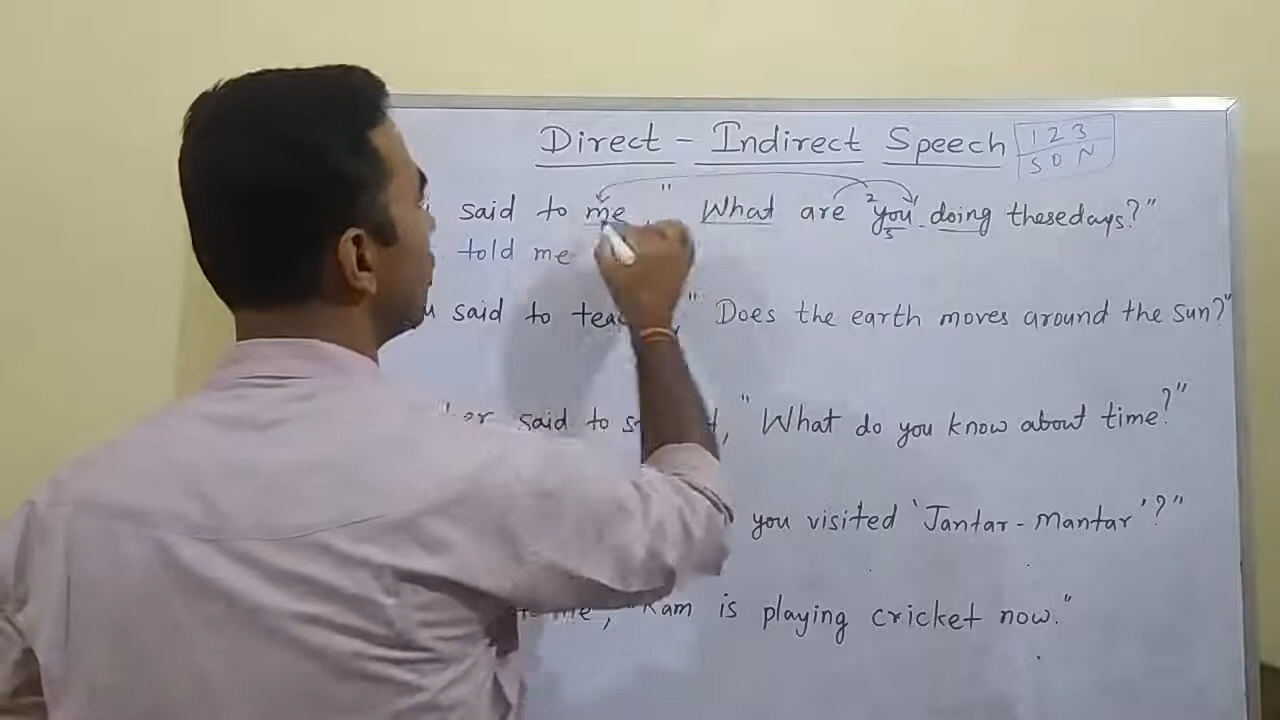 Direct - Indirect Speech
1 2 3
S O N
said to me, " What are you doing thesedays?"
2 1
S
told me
said to " Does the earth moves around the sun?"
said to , "What do you know about time?"
you visited 'Jantar-Mantar'?"
me, "Ram is playing cricket now."